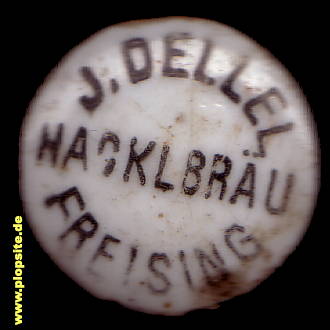 J. DELLEL
HACKLBRÄU
FREISING
www.plopsite.de